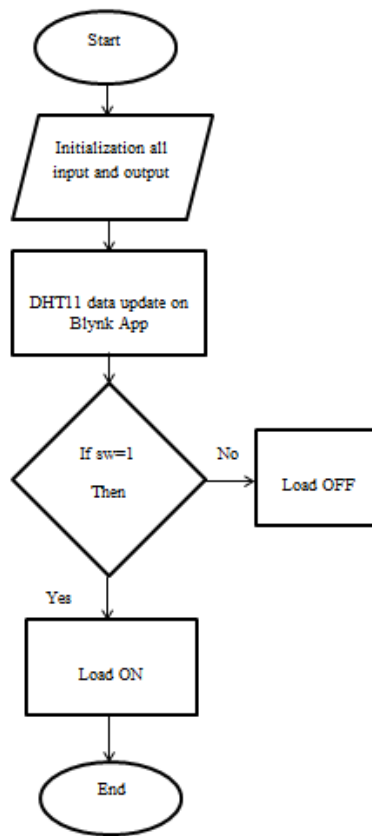 Start
Initialization all
input and output
DHT11 data update on
Blynk App
If sw=1
Then
No
Load OFF
Yes
Load ON
End